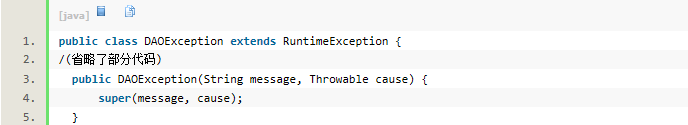 [java]
1. public class DAOException extends RuntimeException {
2. /(省略了部分代码)
3. public DAOException(String message, Throwable cause) {
4. super(message, cause);
5. }